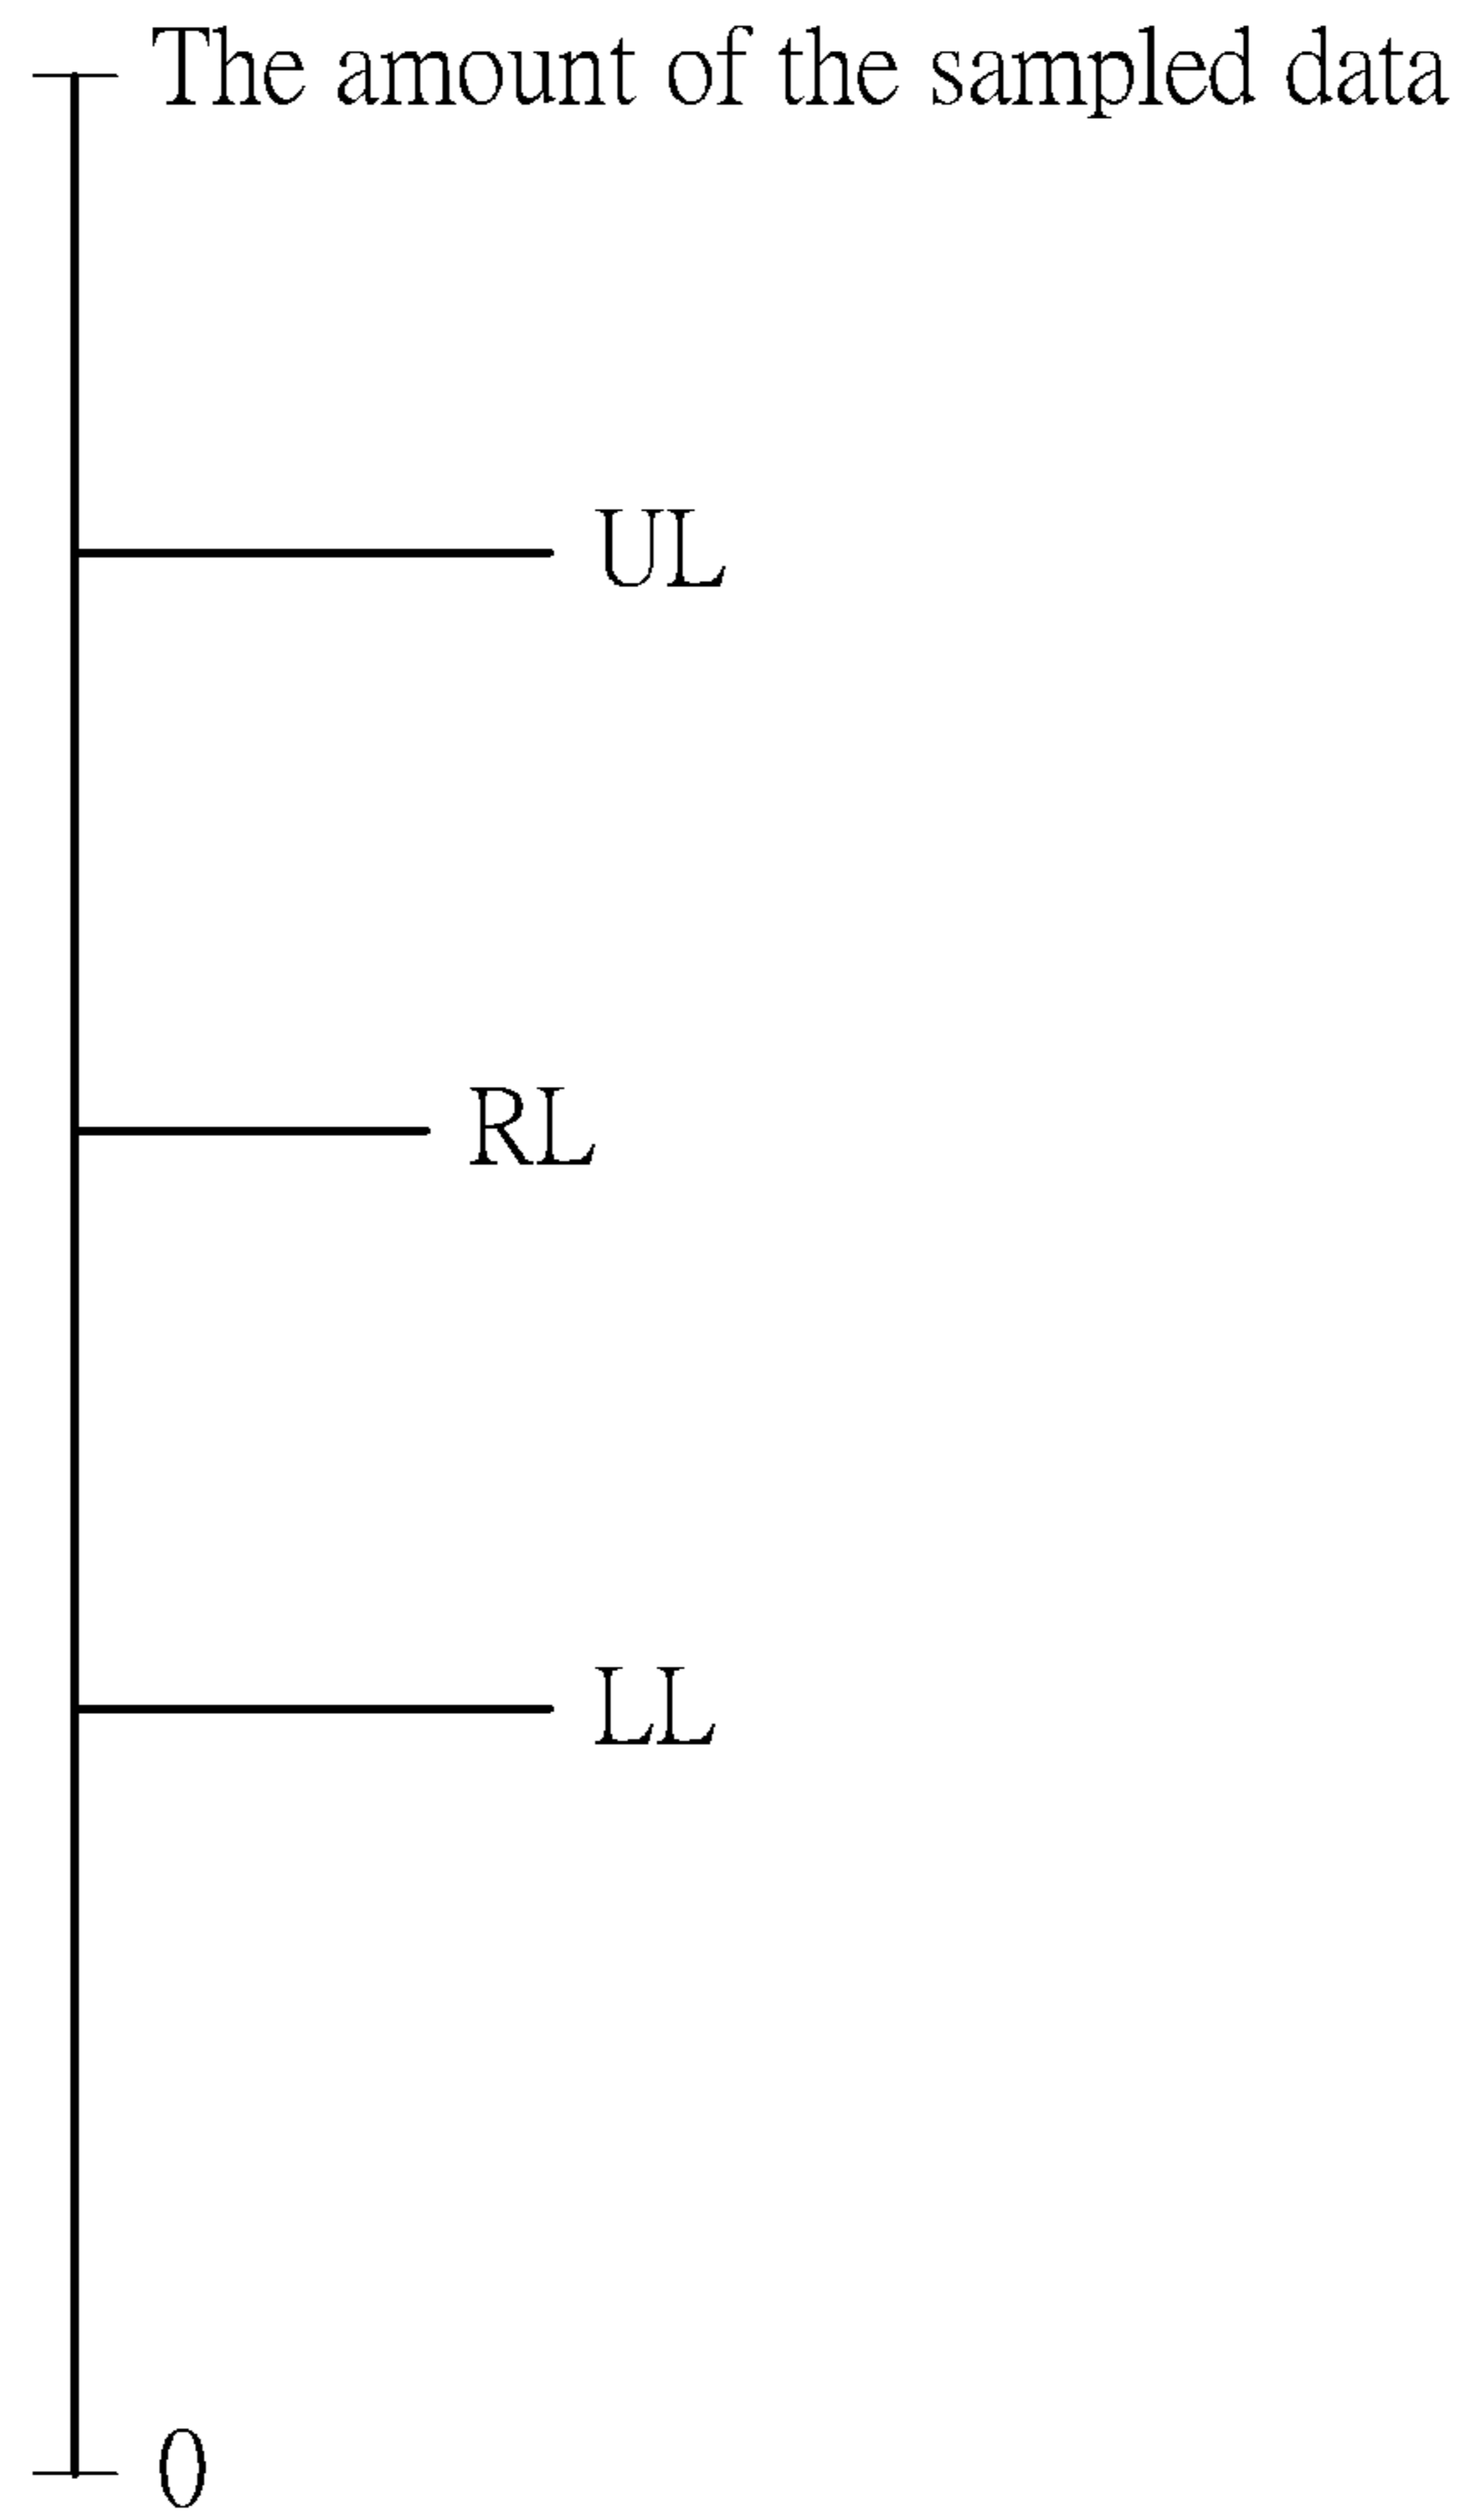 The amount of the sampled data
UL
RL
LL
0